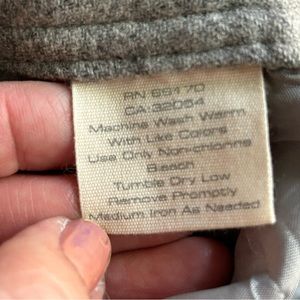 RN 69170
CA 32054
Machine Wash Warm
With Like Colors
Use Only Non-chlorine
Bleach
Tumble Dry Low
Remove Promptly
Medium Iron As Needed